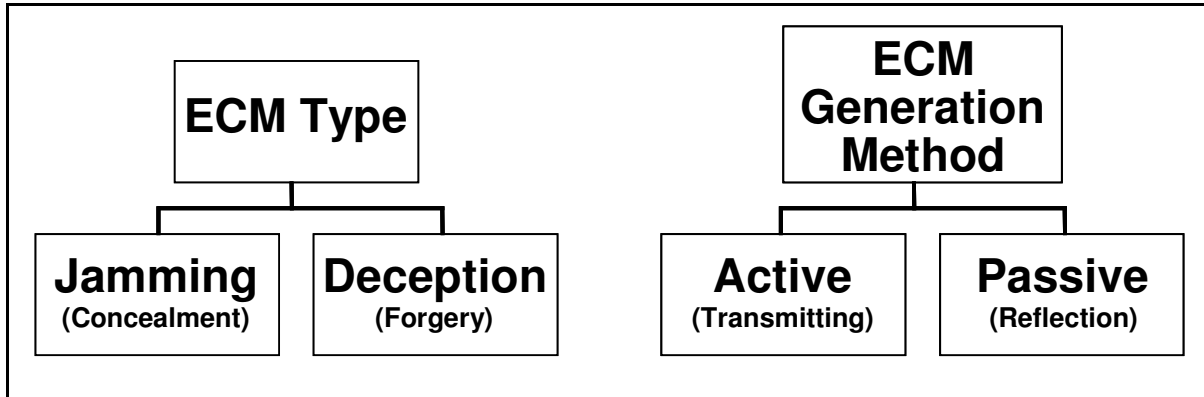 ECM Type
Jamming
(Concealment)
Deception
(Forgery)
ECM
Generation
Method
Active
(Transmitting)
Passive
(Reflection)